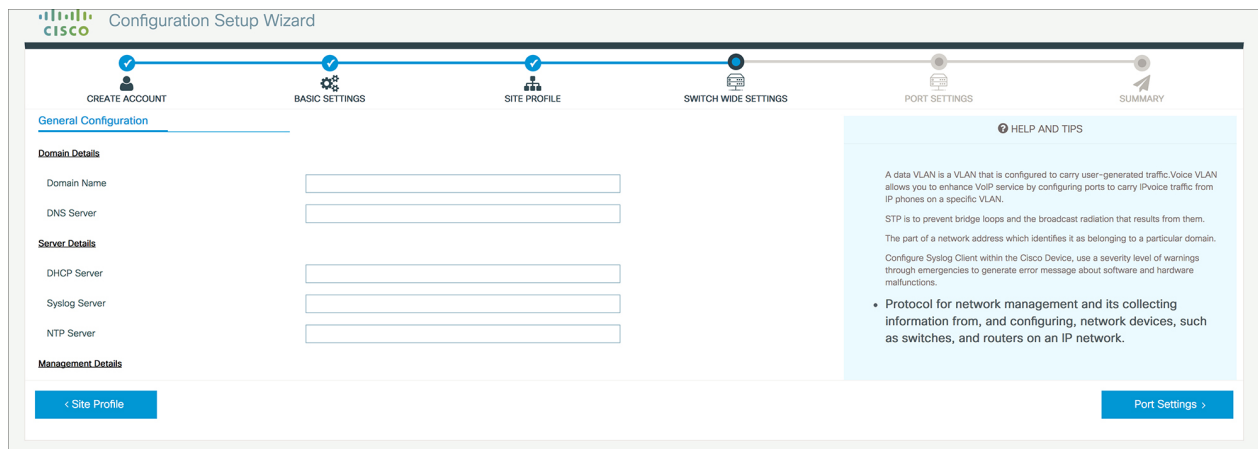 CISCO Configuration Setup Wizard
CREATE ACCOUNT
BASIC SETTINGS
SITE PROFILE
SWITCH WIDE SETTINGS
PORT SETTINGS
SUMMARY
General Configuration
Domain Details
Domain Name
DNS Server
Server Details
DHCP Server
Syslog Server
NTP Server
Management Details
HELP AND TIPS
A data VLAN is a VLAN that is configured to carry user-generated traffic.Voice VLAN
allows you to enhance VoIP service by configuring ports to carry IPvoice traffic from
IP phones on a specific VLAN.
STP is to prevent bridge loops and the broadcast radiation that results from them.
The part of a network address which identifies it as belonging to a particular domain.
Configure Syslog Client within the Cisco Device, use a severity level of warnings
through emergencies to generate error message about software and hardware
malfunctions.
• Protocol for network management and its collecting
information from, and configuring, network devices, such
as switches, and routers on an IP network.
‹ Site Profile
Port Settings ›